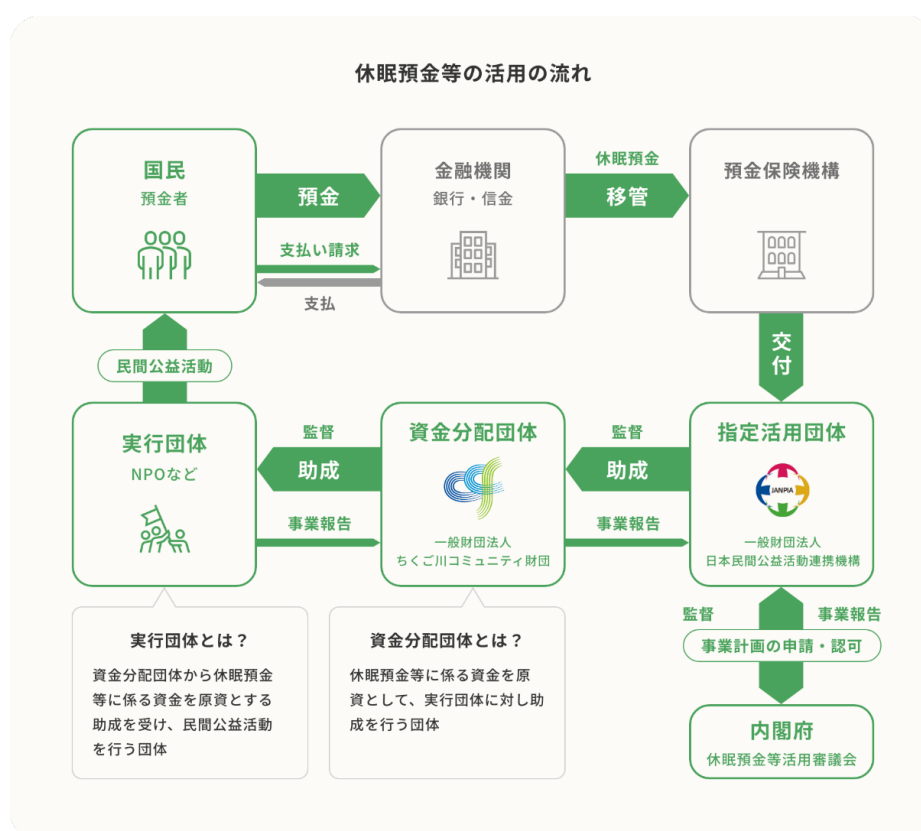 休眠預金等の活用の流れ
国民
預金者
預金
支払い請求
支払
金融機関
銀行・信金
休眠預金
移管
預金保険機構
交
付
民間公益活動
実行団体
NPOなど
監督
助成
事業報告
資金分配団体
一般財団法人
ちくご川コミュニティ財団
監督
助成
事業報告
指定活用団体
JANPIA
一般財団法人
日本民間公益活動連携機構
実行団体とは？
資金分配団体から休眠預金
等に係る資金を原資とする
助成を受け、民間公益活動
を行う団体
資金分配団体とは？
休眠預金等に係る資金を原
資として、実行団体に対し助
成を行う団体
監督
事業報告
事業計画の申請・認可
内閣府
休眠預金等活用審議会